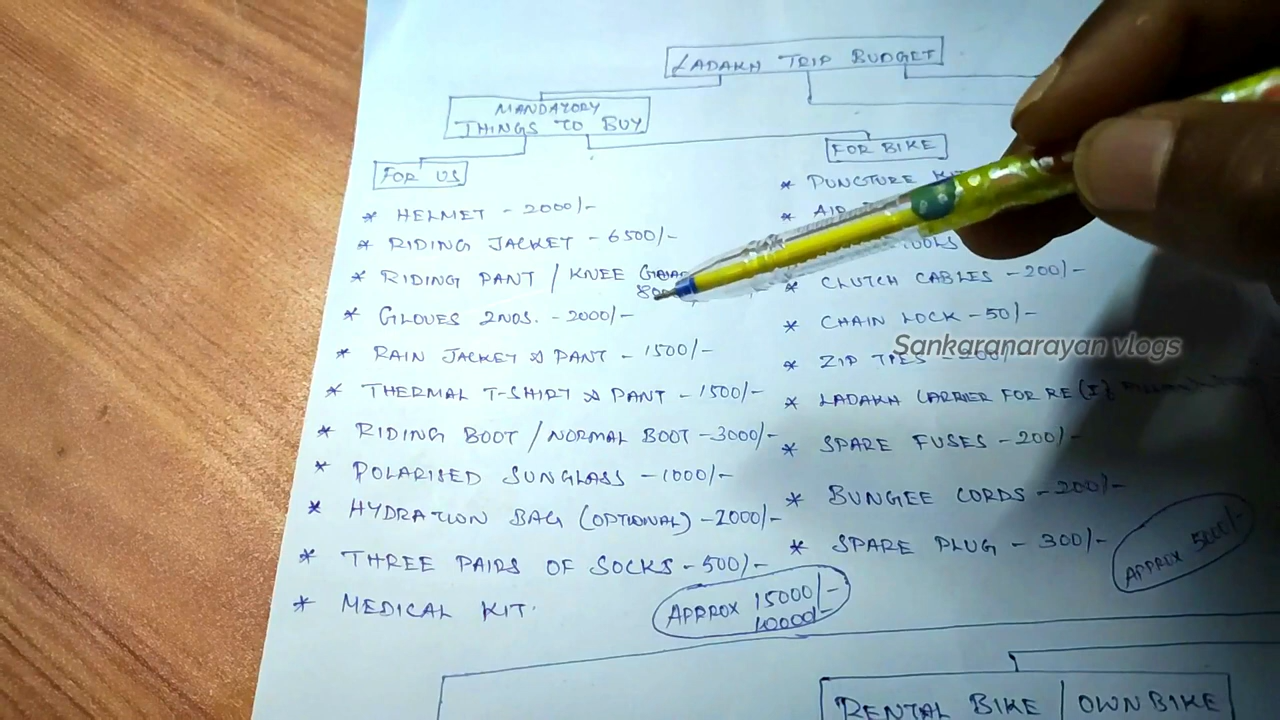 LADAKH TRIP BUDGET
MANDATORY
THINGS TO BUY
FOR US
* HELMET - 2000/-
* RIDING JACKET - 6500/-
* RIDING PANT / KNEE
* GLOVES 2NOS. - 2000/-
* RAIN JACKET & PANT - 1500/-
* THERMAL T-SHIRT & PANT - 1500/-
* RIDING BOOT / NORMAL BOOT - 3000/-
* POLARISED SUNGLASS - 1000/-
* HYDRATION BAG (OPTIONAL) - 2000/-
* THREE PAIRS OF SOCKS - 500/-
* MEDICAL KIT.
APPROX 15000/-
FOR BIKE
* PUNCTURE
* CLUTCH CABLES - 200/-
* CHAIN LOCK - 50/-
* ZIP TIES
* LADAKH CARRIER FOR RE
* SPARE FUSES - 200/-
* BUNGEE CORDS - 200/-
* SPARE PLUG - 300/-
APPROX 5000/-
Sankaranarayan vlogs
RENTAL BIKE / OWN BIKE